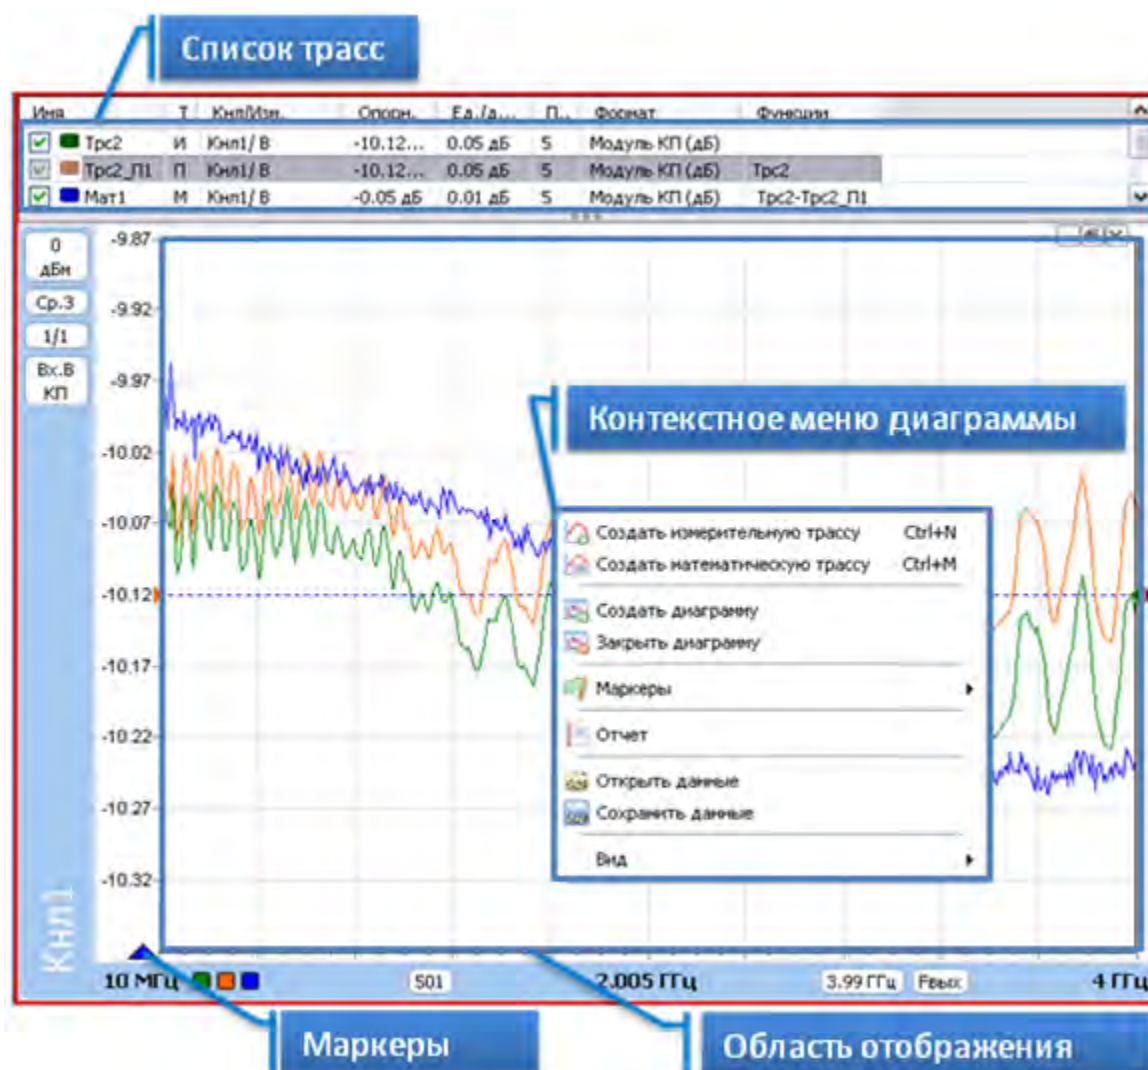 Список трасс
Имя Т Кнл/Изм. Опорн. Ед./д... П.. Формат Функции
Трс2 И Кнл1/ В -10.12... 0.05 дБ S Модуль КП (дБ)
Трс2_П1 П Кнл1/ В -10.12... 0.05 дБ S Модуль КП (дБ) Трс2
Мат1 М Кнл1/ В -0.05 дБ 0.01 дБ S Модуль КП (дБ) Трс2-Трс2_П1
0 дБм
Ср.3
1/1
Вх.В КП
-9.87
-9.92
-9.97
-10.02
-10.07
-10.12
-10.17
-10.22
-10.27
-10.32
Контекстное меню диаграммы
Создать измерительную трассу Ctrl+N
Создать математическую трассу Ctrl+M
Создать диаграмму
Закрыть диаграмму
Маркеры
Отчет
Открыть данные
Сохранить данные
Вид
Кнл1
10 МГц 501 2.005 ГГц 3.99 ГГц Fвых 4 ГГц
Маркеры
Область отображения